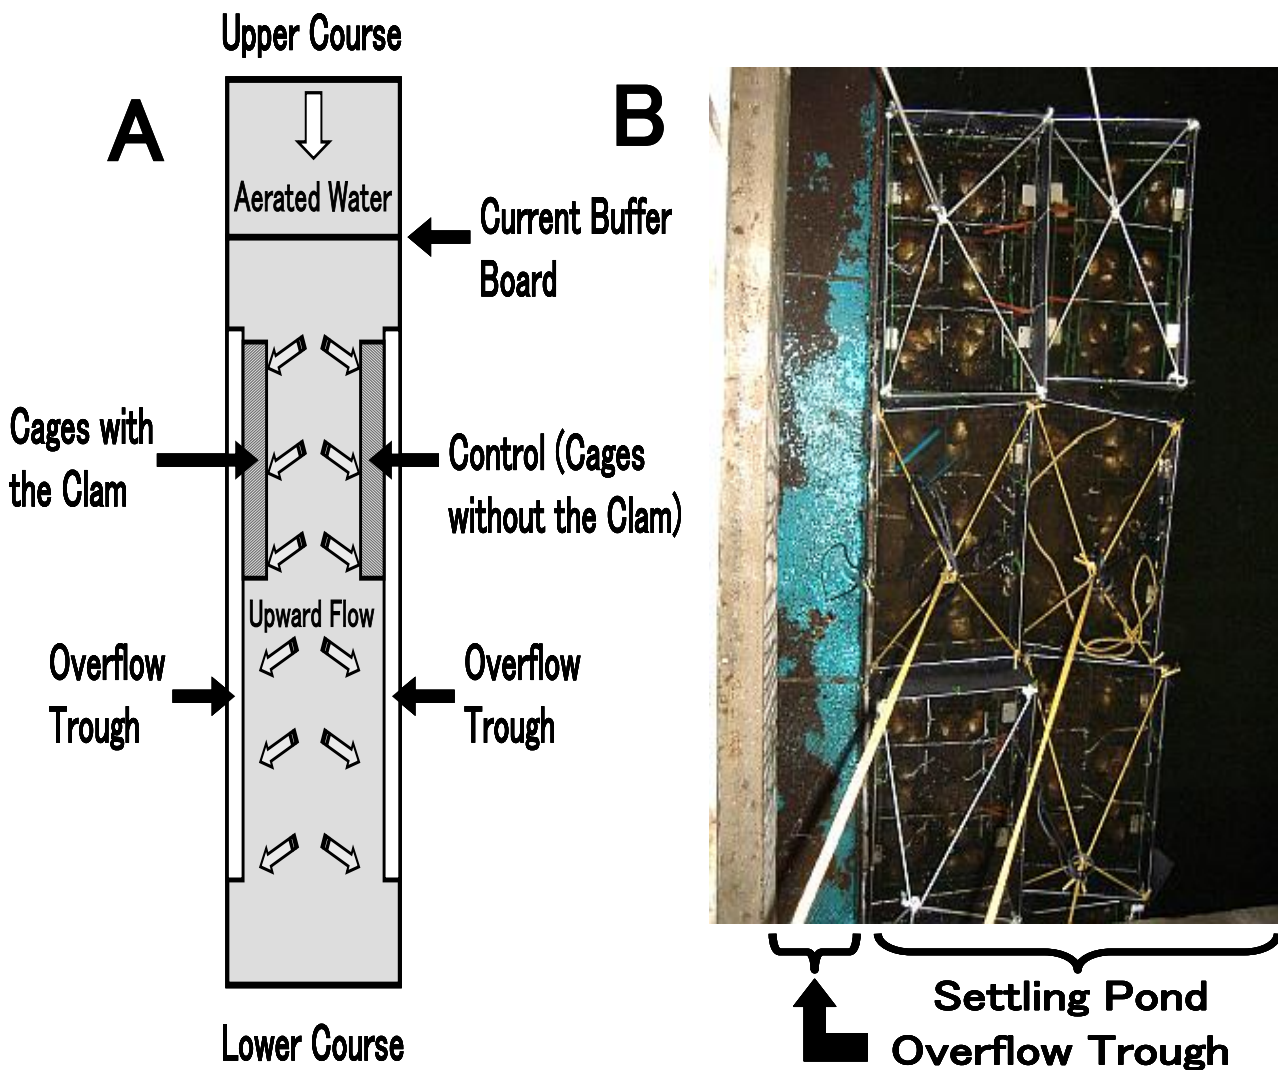 Upper Course
A
Aerated Water
Current Buffer
Board
Cages with
the Clam
Control (Cages
without the Clam)
Upward Flow
Overflow
Trough
Overflow
Trough
Lower Course
B
Settling Pond
Overflow Trough